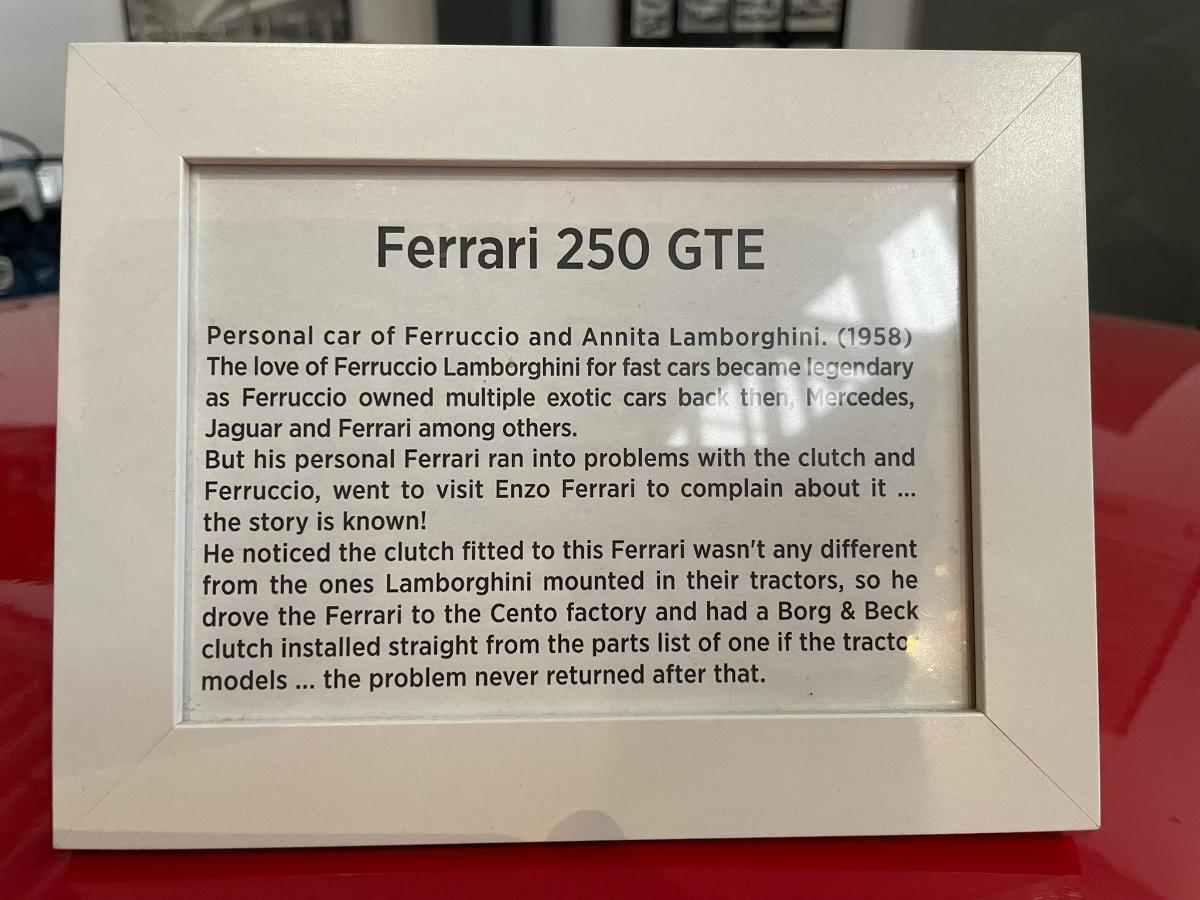 Ferrari 250 GTE
Personal car of Ferruccio and Annita Lamborghini. (1958)
The love of Ferruccio Lamborghini for fast cars became legendary
as Ferruccio owned multiple exotic cars back then, Mercedes,
Jaguar and Ferrari among others.
But his personal Ferrari ran into problems with the clutch and
Ferruccio, went to visit Enzo Ferrari to complain about it ...
the story is known!
He noticed the clutch fitted to this Ferrari wasn't any different
from the ones Lamborghini mounted in their tractors, so he
drove the Ferrari to the Cento factory and had a Borg & Beck
clutch installed straight from the parts list of one if the tractor
models ... the problem never returned after that.